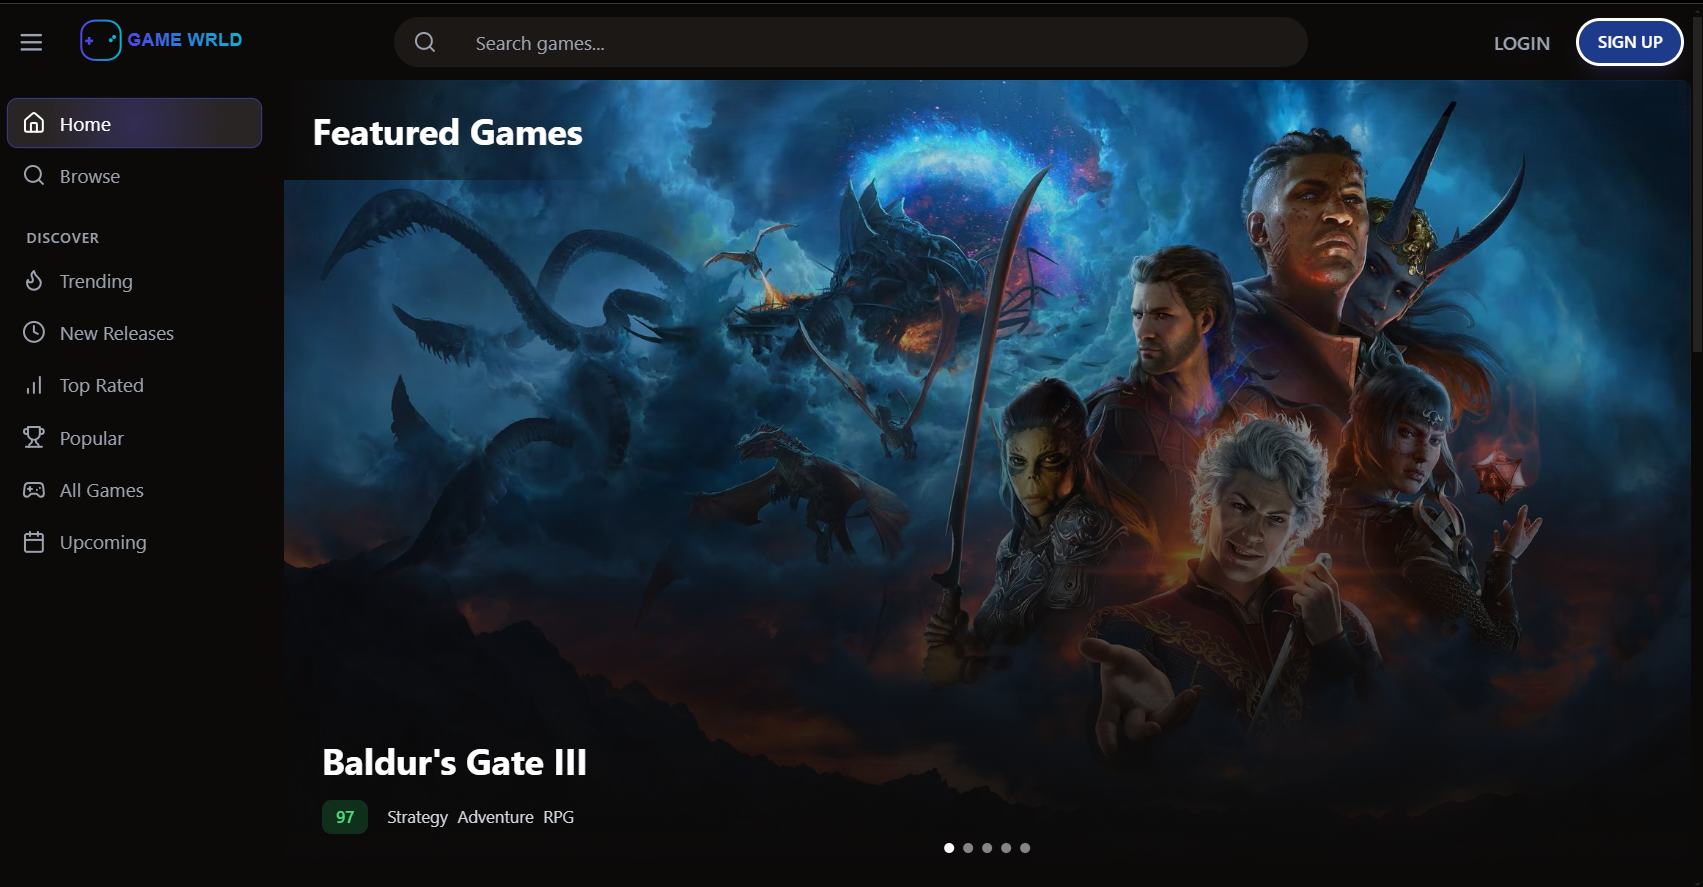 GAME WRLD
Search games...
LOGIN
SIGN UP
Home
Browse
DISCOVER
Trending
New Releases
Top Rated
Popular
All Games
Upcoming
Featured Games
Baldur's Gate III
97 Strategy Adventure RPG